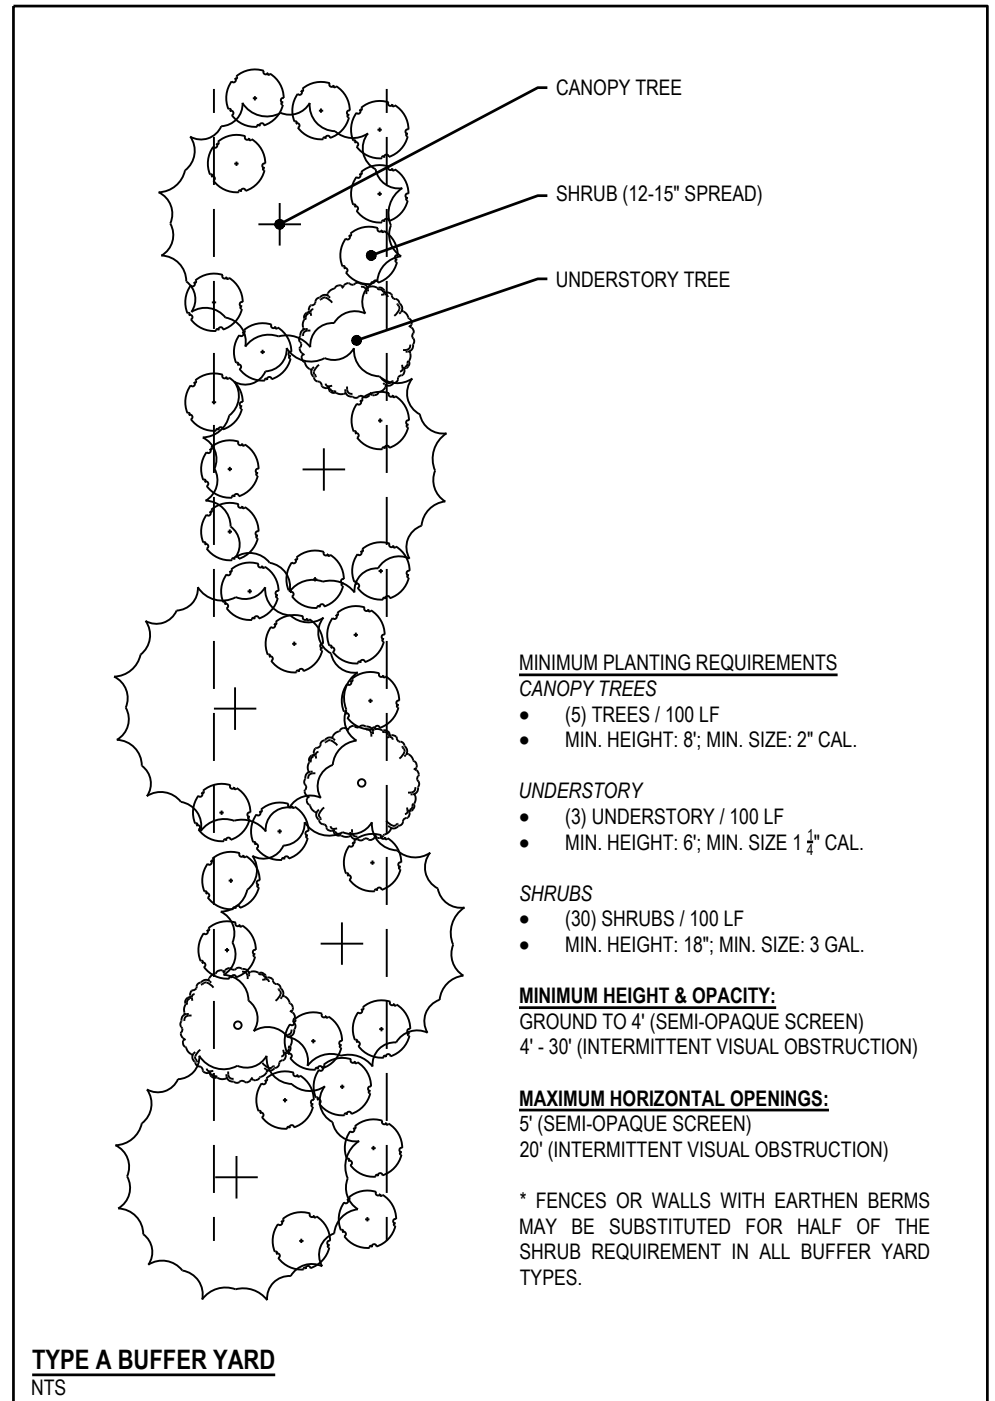 CANOPY TREE
SHRUB (12-15" SPREAD)
UNDERSTORY TREE
MINIMUM PLANTING REQUIREMENTS
CANOPY TREES
• (5) TREES / 100 LF
• MIN. HEIGHT: 8'; MIN. SIZE: 2" CAL.
UNDERSTORY
• (3) UNDERSTORY / 100 LF
• MIN. HEIGHT: 6'; MIN. SIZE 1 1/4" CAL.
SHRUBS
• (30) SHRUBS / 100 LF
• MIN. HEIGHT: 18"; MIN. SIZE: 3 GAL.
MINIMUM HEIGHT & OPACITY:
GROUND TO 4' (SEMI-OPAQUE SCREEN)
4' - 30' (INTERMITTENT VISUAL OBSTRUCTION)
MAXIMUM HORIZONTAL OPENINGS:
5' (SEMI-OPAQUE SCREEN)
20' (INTERMITTENT VISUAL OBSTRUCTION)
* FENCES OR WALLS WITH EARTHEN BERMS
MAY BE SUBSTITUTED FOR HALF OF THE
SHRUB REQUIREMENT IN ALL BUFFER YARD
TYPES.
TYPE A BUFFER YARD
NTS